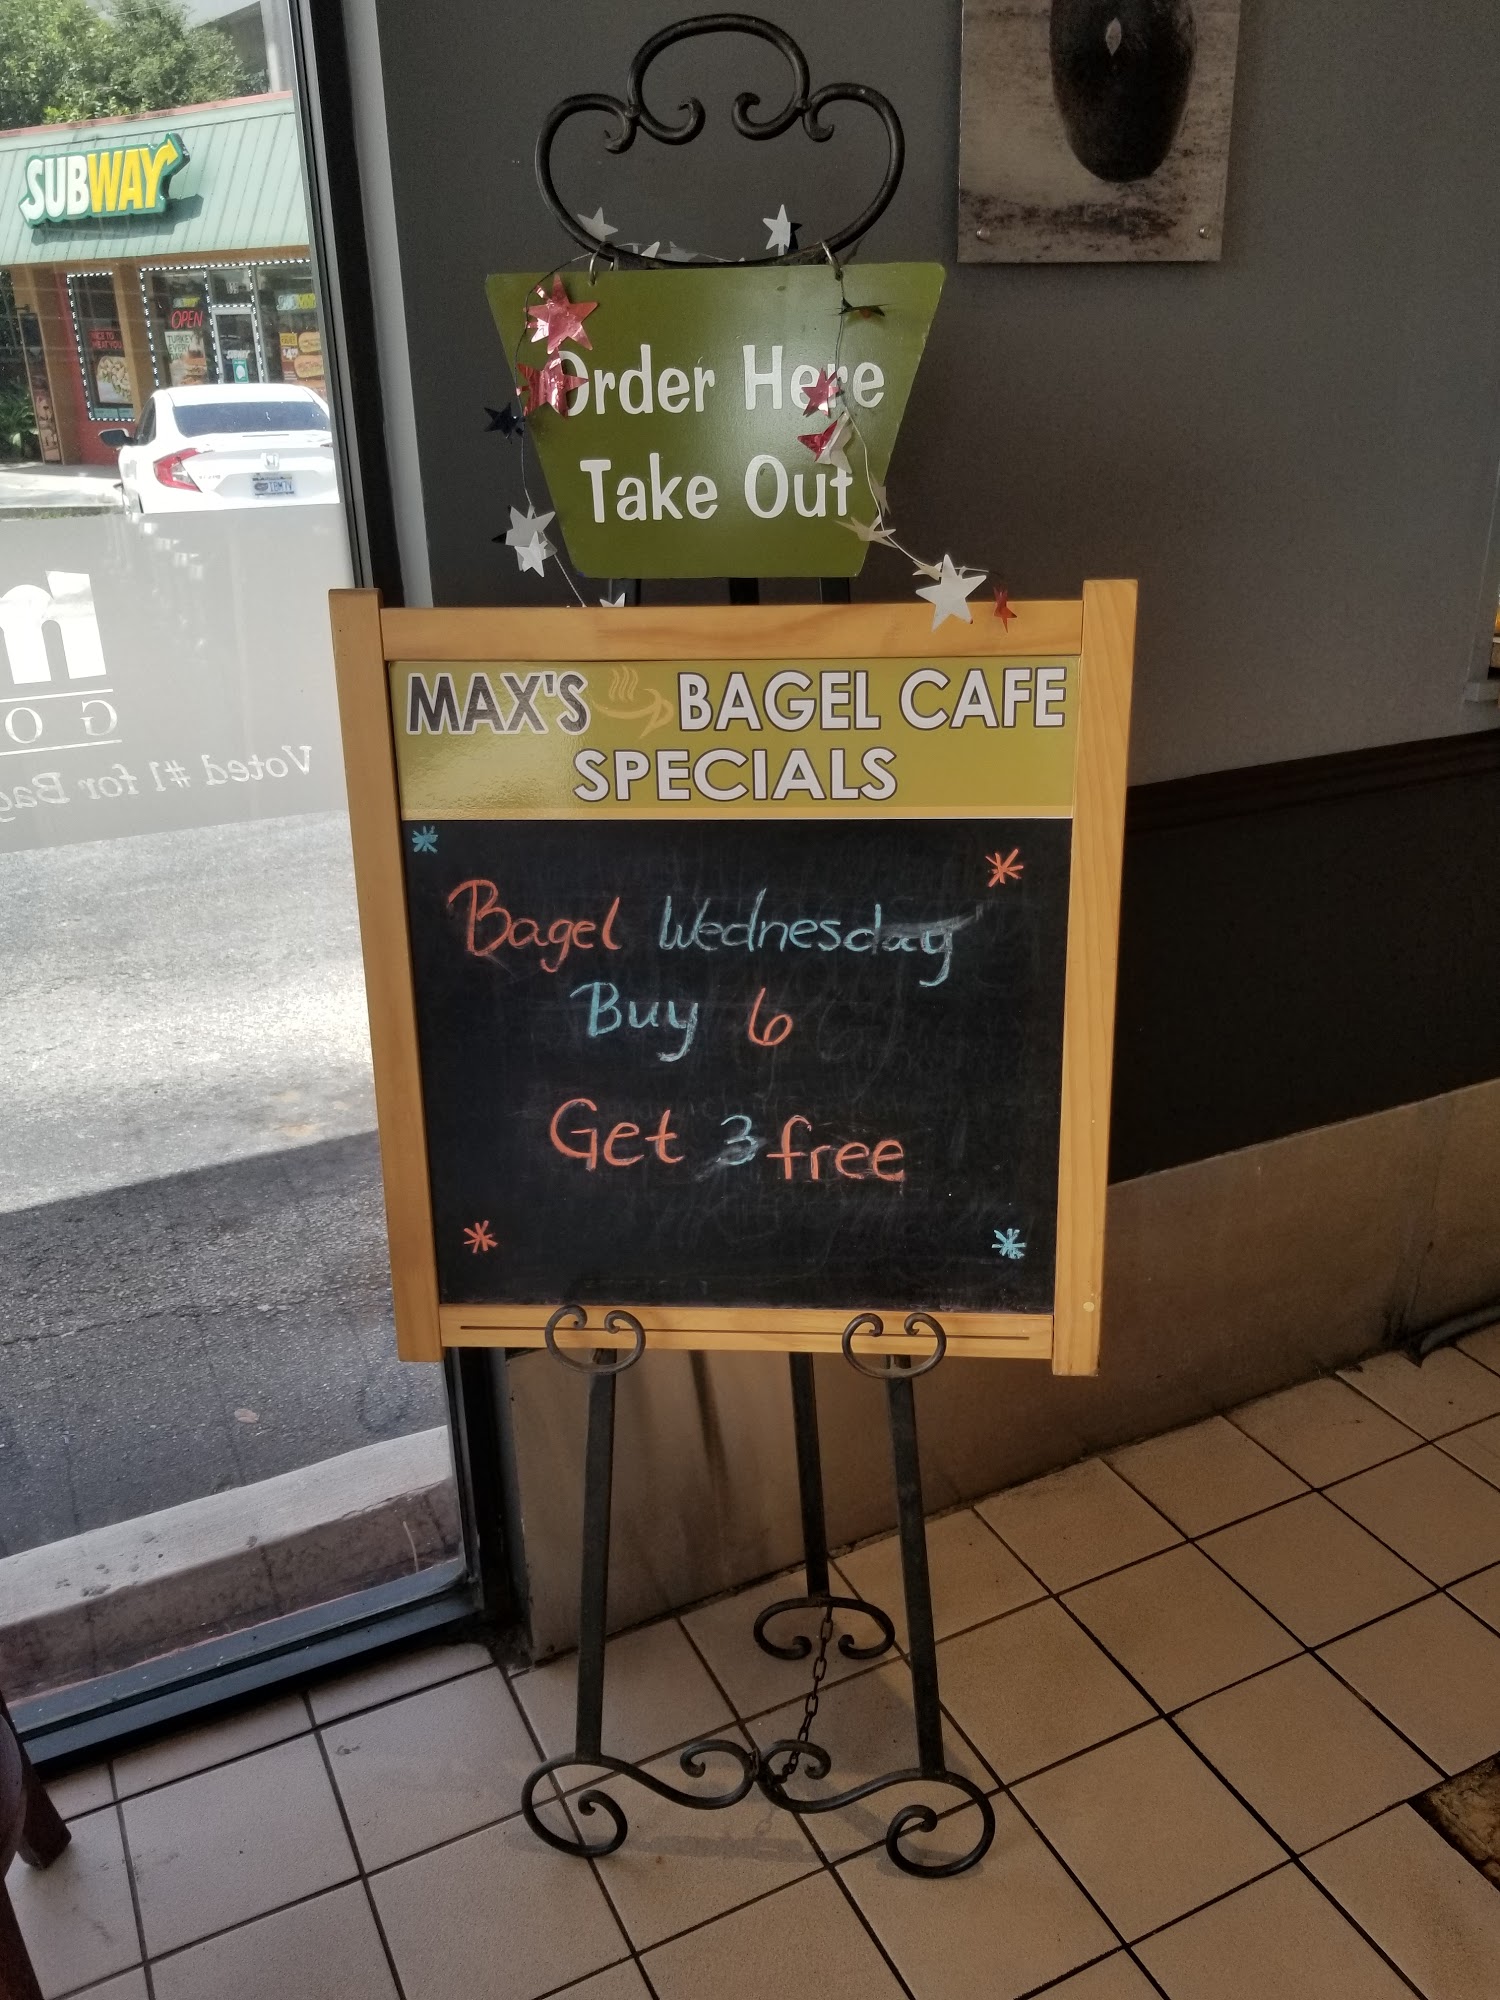 SUBWAY
OPEN
Order Here
Take Out
MAX'S BAGEL CAFE
SPECIALS
Bagel Wednesday
Buy 6
Get 3 free
GO
Voted #1 for Bag